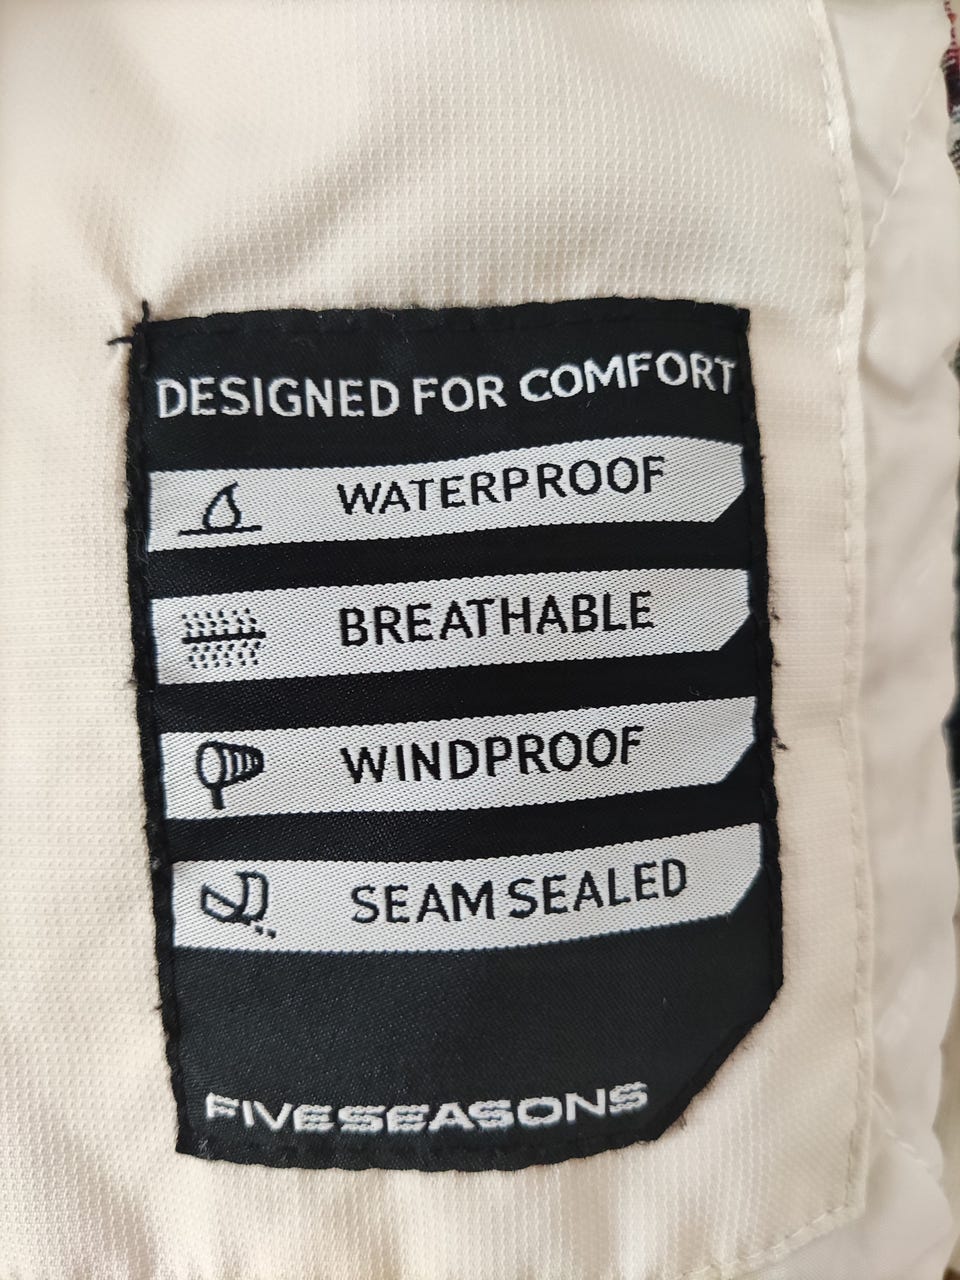 DESIGNED FOR COMFORT
WATERPROOF
BREATHABLE
WINDPROOF
SEAM SEALED
FIVESEASONS